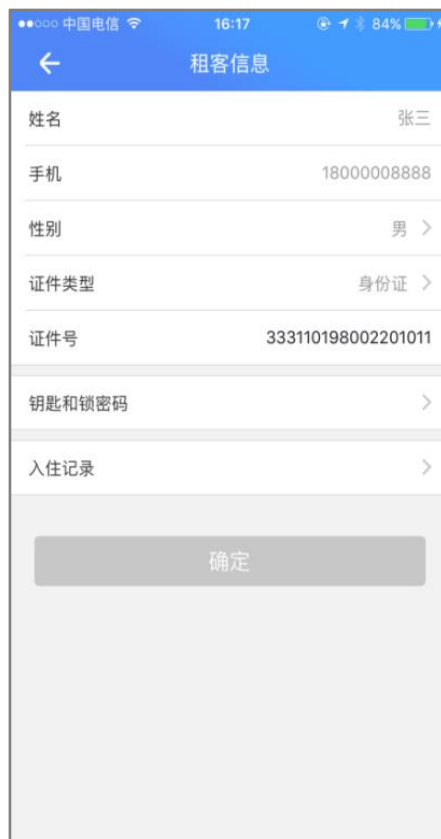 中国电信 16:17 84%
租客信息
姓名 张三
手机 18000008888
性别 男
证件类型 身份证
证件号 333110198002201011
钥匙和锁密码
入住记录
确定